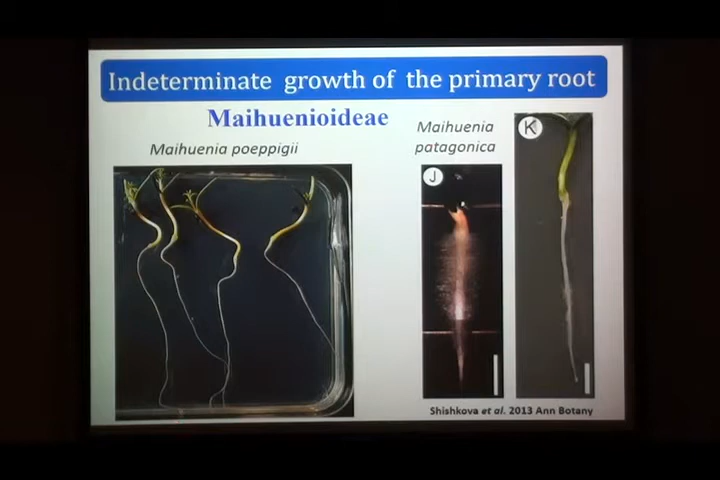 Indeterminate growth of the primary root
Maihuenioideae
Maihuenia poeppigii
Maihuenia
patagonica
J
K
Shishkova et al. 2013 Ann Botany